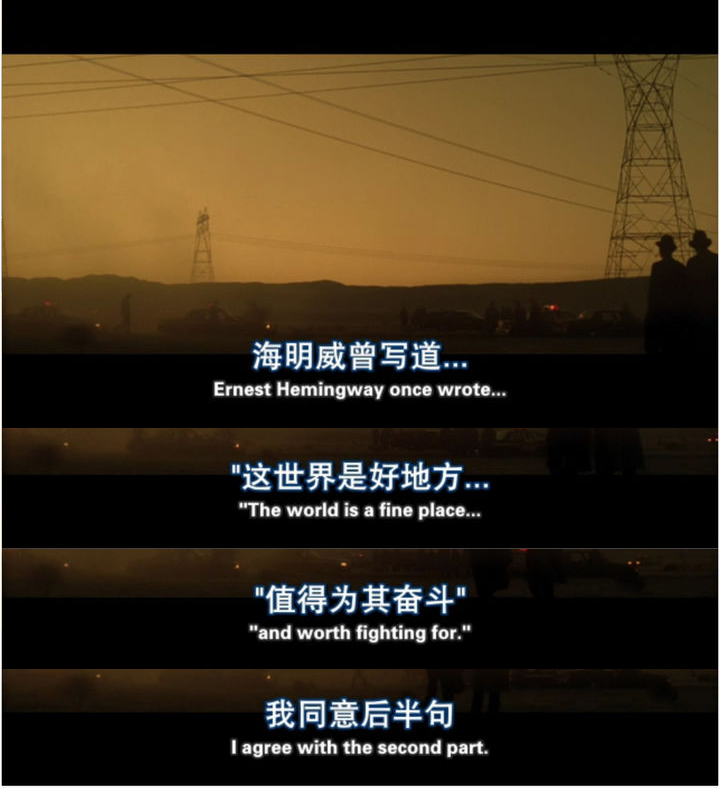 海明威曾写道...
Ernest Hemingway once wrote...
"这世界是好地方...
"The world is a fine place...
"值得为其奋斗"
"and worth fighting for."
我同意后半句
I agree with the second part.